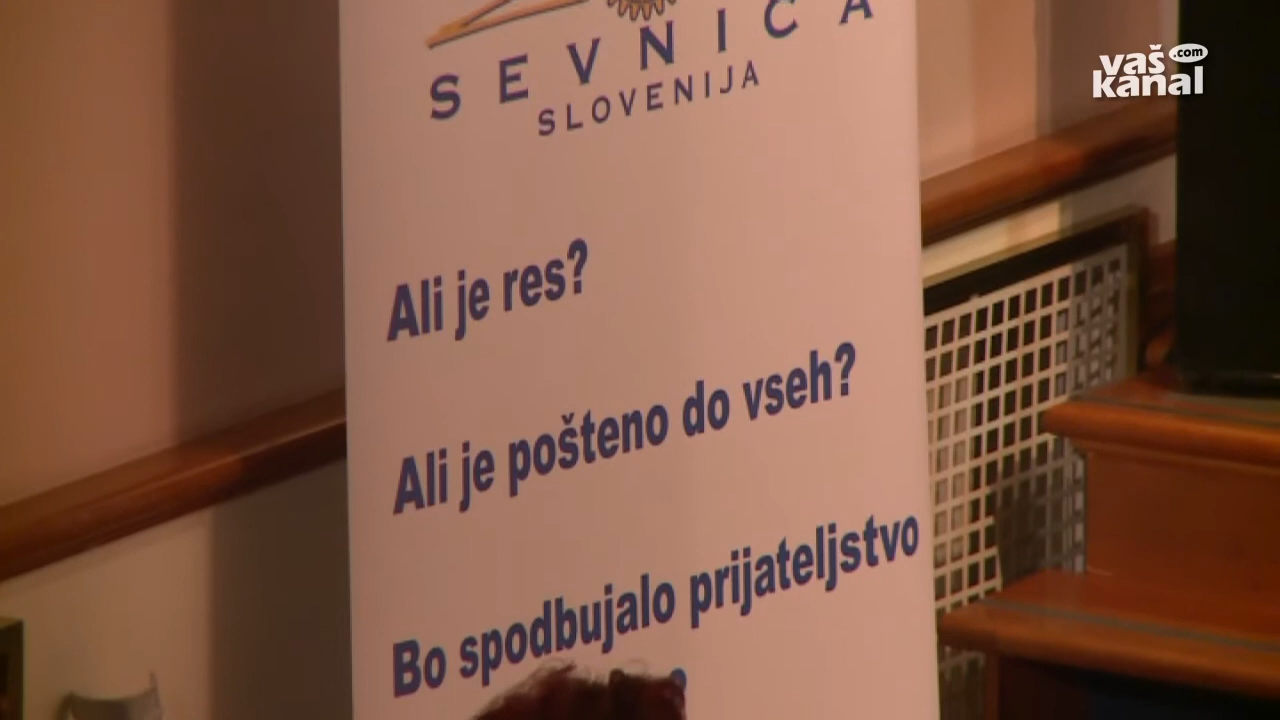 SEVNICA
SLOVENIJA
vaš
.com
kanal
Ali je res?
Ali je pošteno do vseh?
Bo spodbujalo prijateljstvo